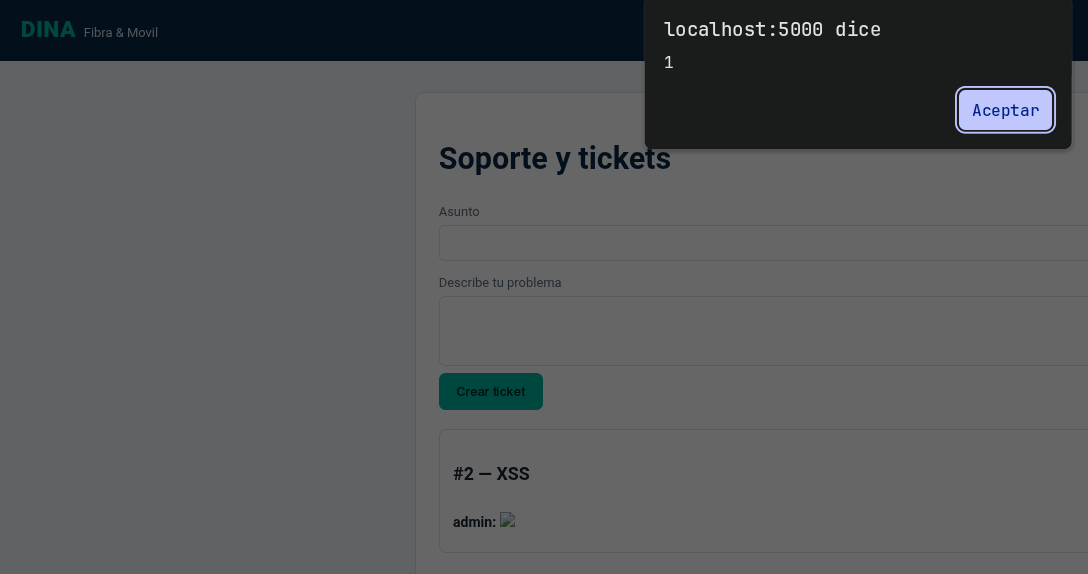 DINA Fibra & Movil
localhost:5000 dice
1
Aceptar
Soporte y tickets
Asunto
Describe tu problema
Crear ticket
#2 — XSS
admin: